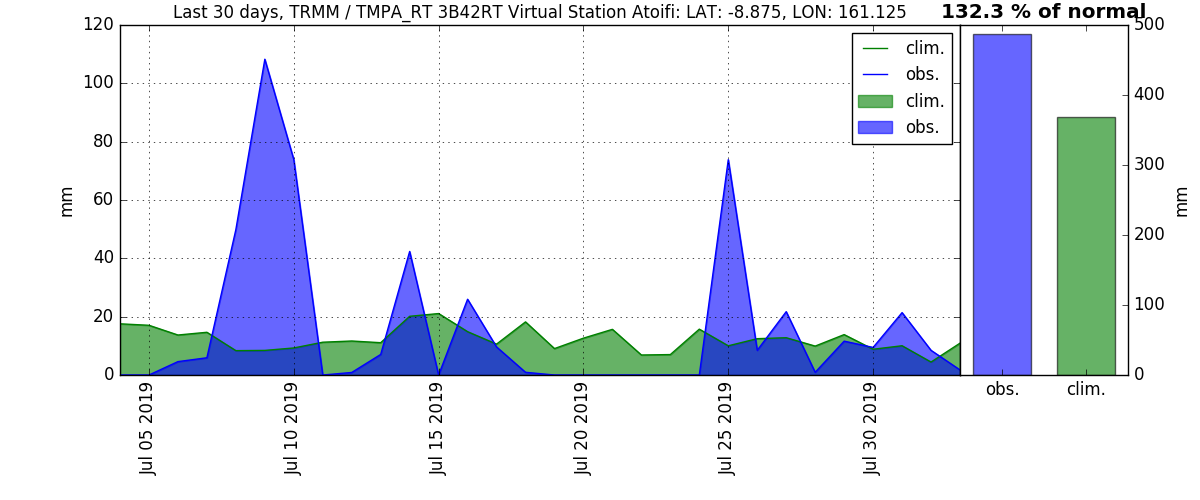 Last 30 days, TRMM / TMPA_RT 3B42RT Virtual Station Atoifi: LAT: -8.875, LON: 161.125
132.3 % of normal
120
100
80
60
40
20
0
mm
Jul 05 2019
Jul 10 2019
Jul 15 2019
Jul 20 2019
Jul 25 2019
Jul 30 2019
clim.
obs.
clim.
obs.
500
400
300
200
100
0
mm
obs.
clim.